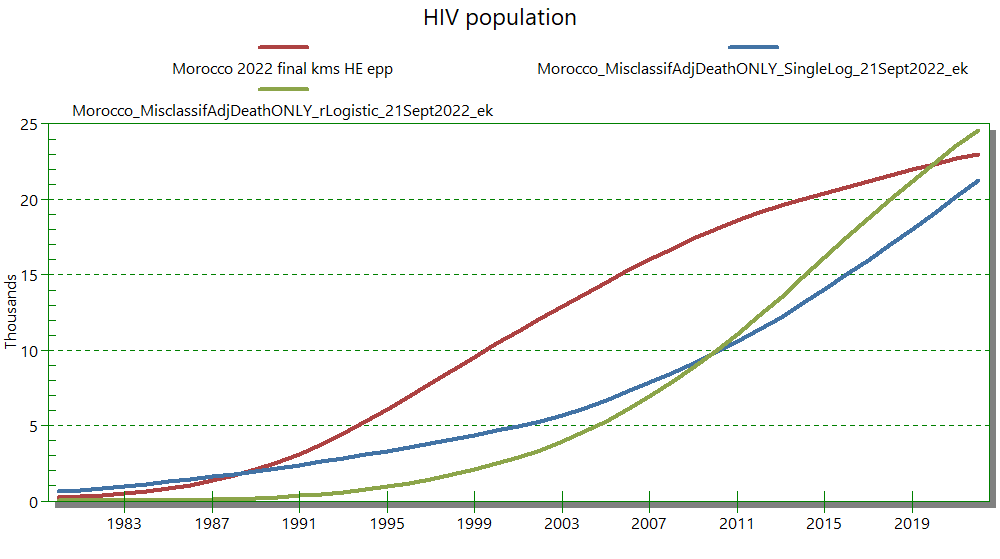 HIV population
Morocco 2022 final kms HE epp
Morocco_MisclassifAdjDeathONLY_SingleLog_21Sept2022_ek
Morocco_MisclassifAdjDeathONLY_rLogistic_21Sept2022_ek
25
20
15
10
5
0
Thousands
1983 1987 1991 1995 1999 2003 2007 2011 2015 2019